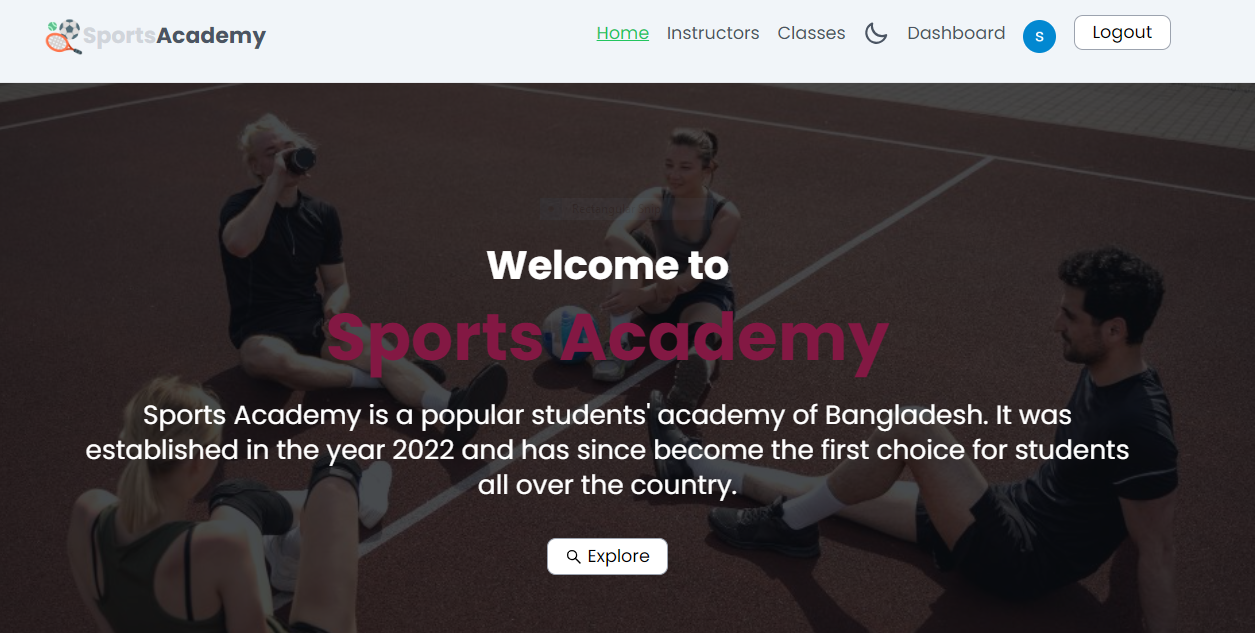 SportsAcademy
Home Instructors Classes Dashboard S Logout
Welcome to
Sports Academy
Sports Academy is a popular students' academy of Bangladesh. It was
established in the year 2022 and has since become the first choice for students
all over the country.
Explore